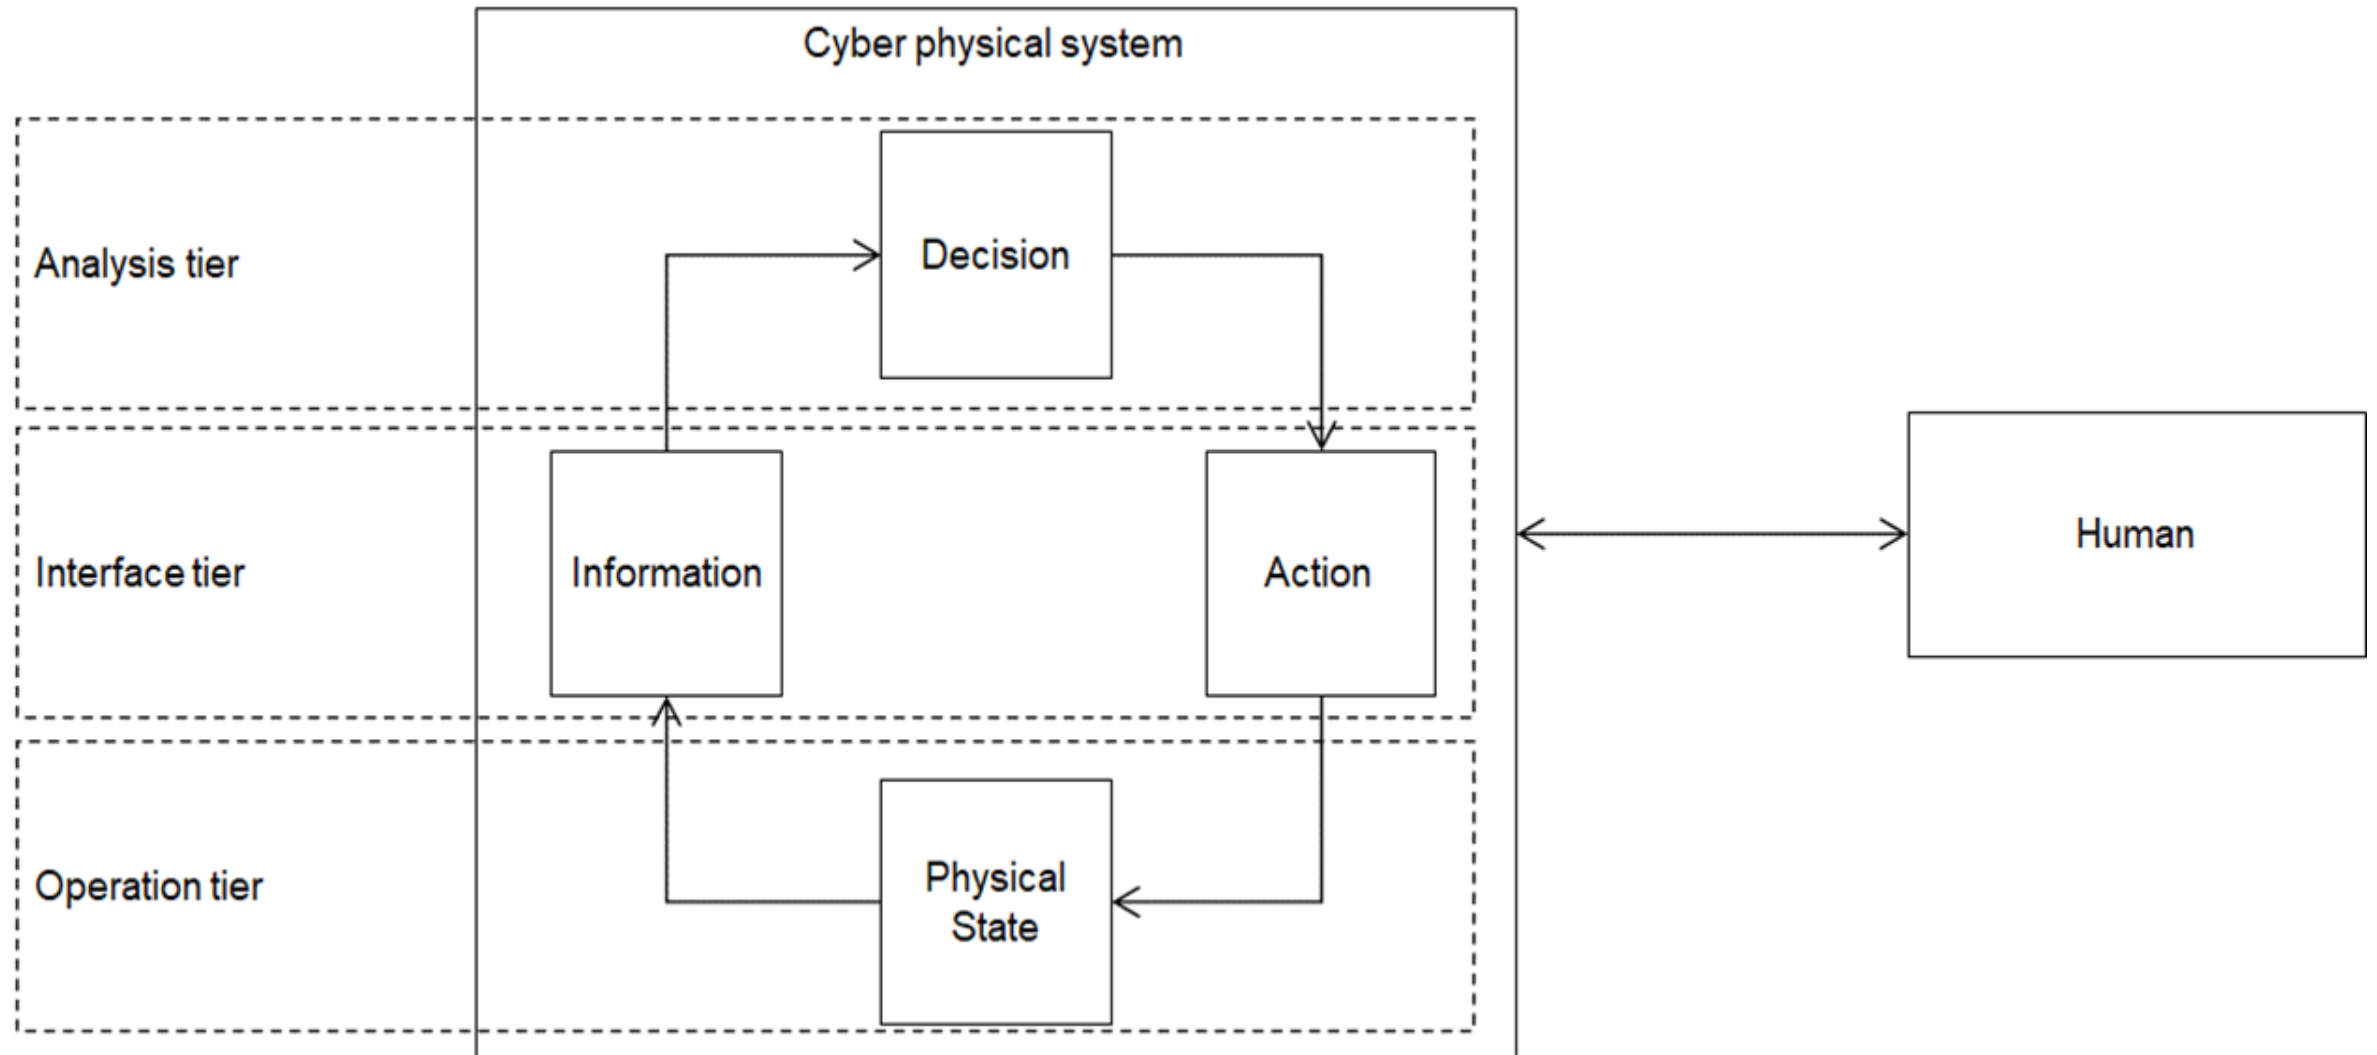 Cyber physical system
Analysis tier
Decision
Interface tier
Information
Action
Human
Operation tier
Physical
State